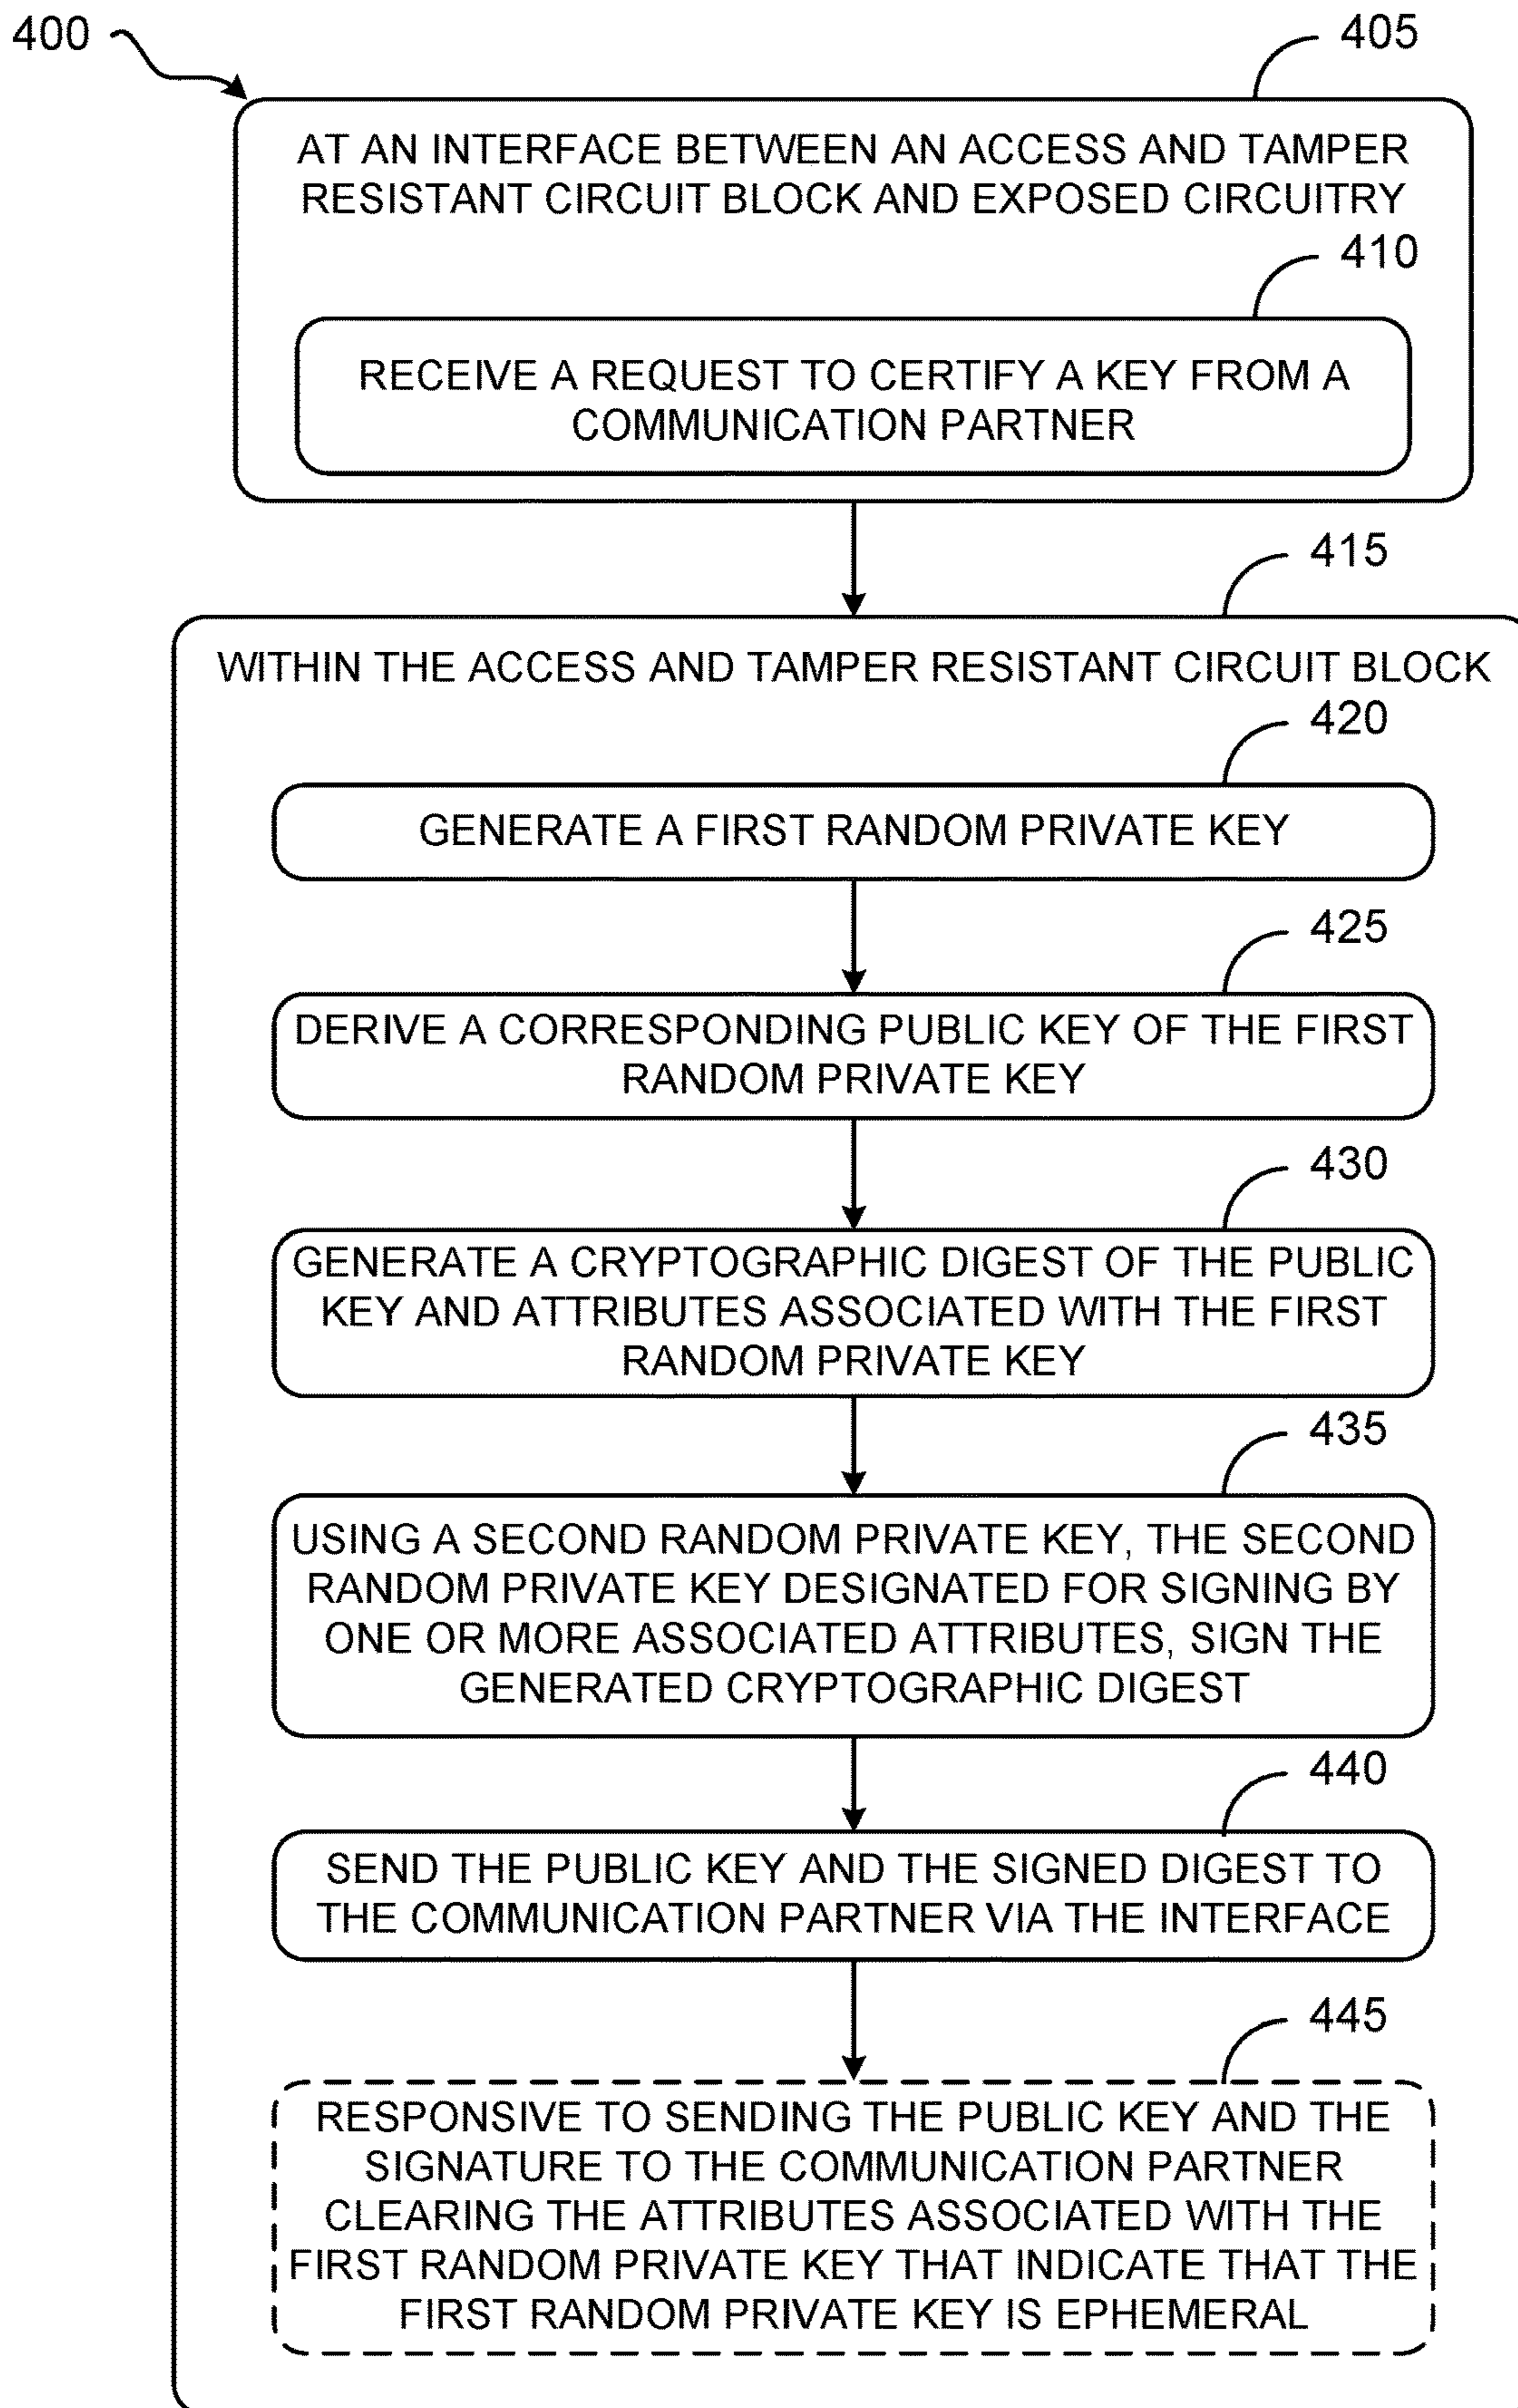 400
405
AT AN INTERFACE BETWEEN AN ACCESS AND TAMPER
RESISTANT CIRCUIT BLOCK AND EXPOSED CIRCUITRY
410
RECEIVE A REQUEST TO CERTIFY A KEY FROM A
COMMUNICATION PARTNER
415
WITHIN THE ACCESS AND TAMPER RESISTANT CIRCUIT BLOCK
420
GENERATE A FIRST RANDOM PRIVATE KEY
425
DERIVE A CORRESPONDING PUBLIC KEY OF THE FIRST
RANDOM PRIVATE KEY
430
GENERATE A CRYPTOGRAPHIC DIGEST OF THE PUBLIC
KEY AND ATTRIBUTES ASSOCIATED WITH THE FIRST
RANDOM PRIVATE KEY
435
USING A SECOND RANDOM PRIVATE KEY, THE SECOND
RANDOM PRIVATE KEY DESIGNATED FOR SIGNING BY
ONE OR MORE ASSOCIATED ATTRIBUTES, SIGN THE
GENERATED CRYPTOGRAPHIC DIGEST
440
SEND THE PUBLIC KEY AND THE SIGNED DIGEST TO
THE COMMUNICATION PARTNER VIA THE INTERFACE
445
RESPONSIVE TO SENDING THE PUBLIC KEY AND THE
SIGNATURE TO THE COMMUNICATION PARTNER
CLEARING THE ATTRIBUTES ASSOCIATED WITH THE
FIRST RANDOM PRIVATE KEY THAT INDICATE THAT THE
FIRST RANDOM PRIVATE KEY IS EPHEMERAL